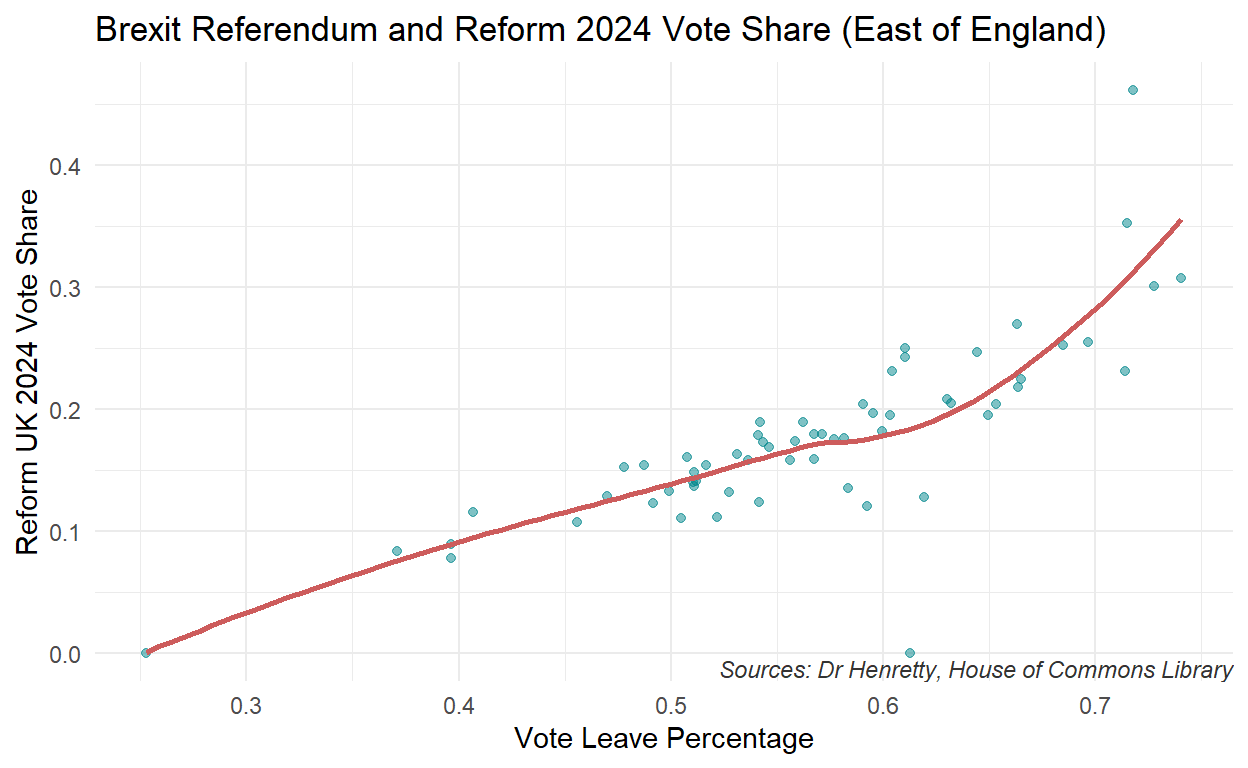 Brexit Referendum and Reform 2024 Vote Share (East of England)
Reform UK 2024 Vote Share
0.4
0.3
0.2
0.1
0.0
Sources: Dr Henretty, House of Commons Library
0.3 0.4 0.5 0.6 0.7
Vote Leave Percentage